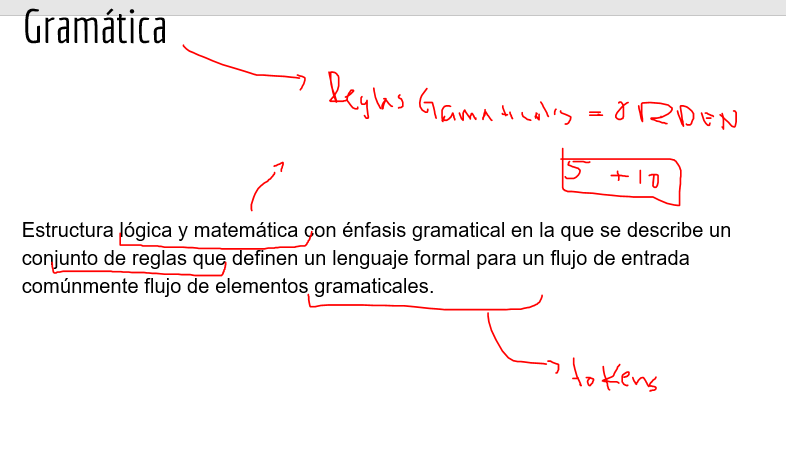 Gramática
Reglas Gramaticales = ORDEN
5 + 10
Estructura lógica y matemática con énfasis gramatical en la que se describe un
conjunto de reglas que definen un lenguaje formal para un flujo de entrada
comúnmente flujo de elementos gramaticales.
tokens